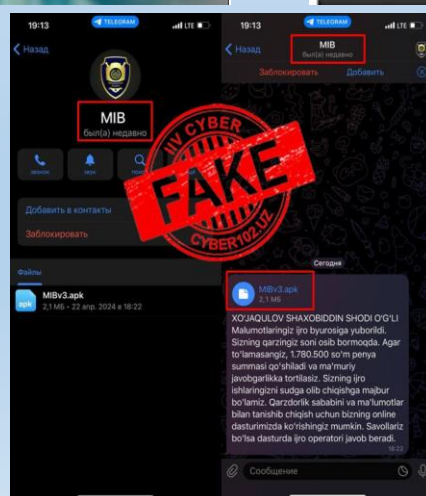 19:13
TELEGRAM
LTE
Назад
MIB
был(а) недавно
звонок
звук
Добавить в контакты
Заблокировать
Файлы
MIBv3.apk
apk
2,1 МБ - 22 апр. 2024 в 18:22
IIV CYBER
FAKE
CYBER102.UZ
19:13
TELEGRAM
LTE
Назад
MIB
был(а) недавно
Заблокировать
Добавить
Сегодня
MIBv3.apk
2,1 МБ
XO'JAQULOV SHAXOBIDDIN SHODI O'G'LI
Malumotlaringiz ijro byurosiga yuborildi.
Sizning qarzingiz soni osib bormoqda. Agar
to'lamasangiz, 1.780.500 so'm penya
summasi qo'shiladi va ma'muriy
javobgarlikka tortilasiz. Sizning ijro
ishlaringizni sudga olib chiqishga majbur
bo'lamiz. Qarzdorlik sababini va ma'lumotlar
bilan tanishib chiqish uchun bizning online
dasturimizda ko'rishingiz mumkin. Savollariz
bo'lsa dasturda ijro operatori javob beradi.
18:22
Сообщение